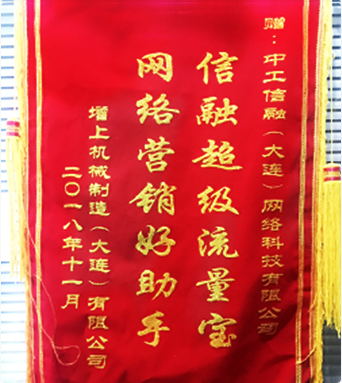 赠：中工信融（大连）网络科技有限公司
信融超级流量宝
网络营销好助手
增上机械制造（大连）有限公司
二〇一八年十一月